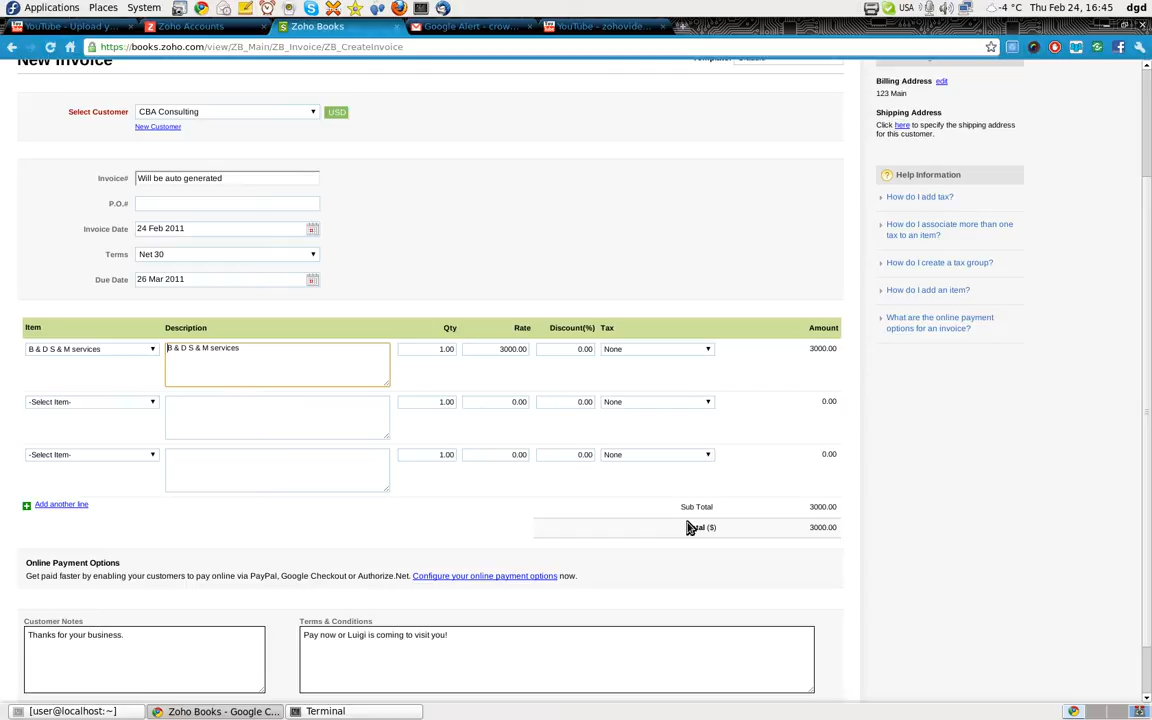 Applications Places System USA -4 °C Thu Feb 24, 16:45 dgd
YouTube - Upload y... Zoho Accounts Zoho Books Google Alert - crow... YouTube - zohovide...
https://books.zoho.com/view/ZB_Main/ZB_Invoice/ZB_CreateInvoice
New Invoice
Select Customer CBA Consulting USD
New Customer
Invoice# Will be auto generated
P.O.#
Invoice Date 24 Feb 2011
Terms Net 30
Due Date 26 Mar 2011
Billing Address edit
123 Main
Shipping Address
Click here to specify the shipping address
for this customer.
Help Information
How do I add tax?
How do I associate more than one
tax to an item?
How do I create a tax group?
How do I add an item?
What are the online payment
options for an invoice?
Item Description Qty Rate Discount(%) Tax Amount
B & D S & M services B & D S & M services 1.00 3000.00 0.00 None 3000.00
-Select Item- 1.00 0.00 0.00 None 0.00
-Select Item- 1.00 0.00 0.00 None 0.00
Add another line
Sub Total 3000.00
($) 3000.00
Online Payment Options
Get paid faster by enabling your customers to pay online via PayPal, Google Checkout or Authorize.Net. Configure your online payment options now.
Customer Notes
Thanks for your business.
Terms & Conditions
Pay now or Luigi is coming to visit you!
[user@localhost:~] Zoho Books - Google C... Terminal